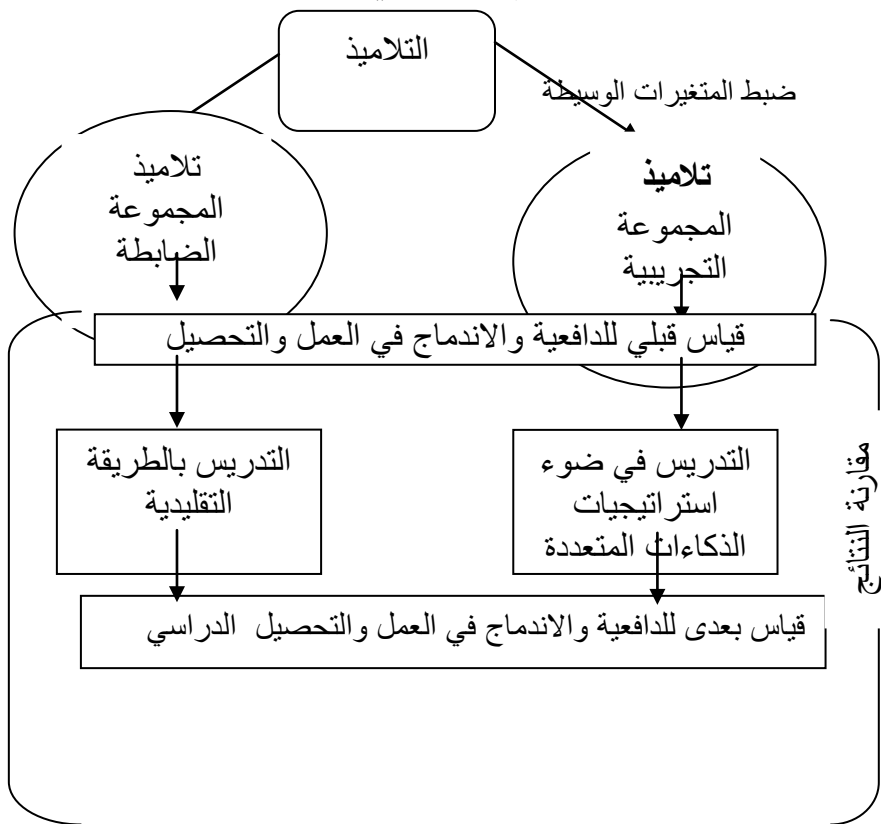 التلاميذ
ضبط المتغيرات الوسيطة
تلاميذ
المجموعة
التجريبية
تلاميذ
المجموعة
الضابطة
قياس قبلي للدافعية والاندماج في العمل والتحصيل
التدريس في ضوء
استراتيجيات
الذكاءات المتعددة
التدريس بالطريقة
التقليدية
مقارنة النتائج
قياس بعدى للدافعية والاندماج في العمل والتحصيل الدراسي